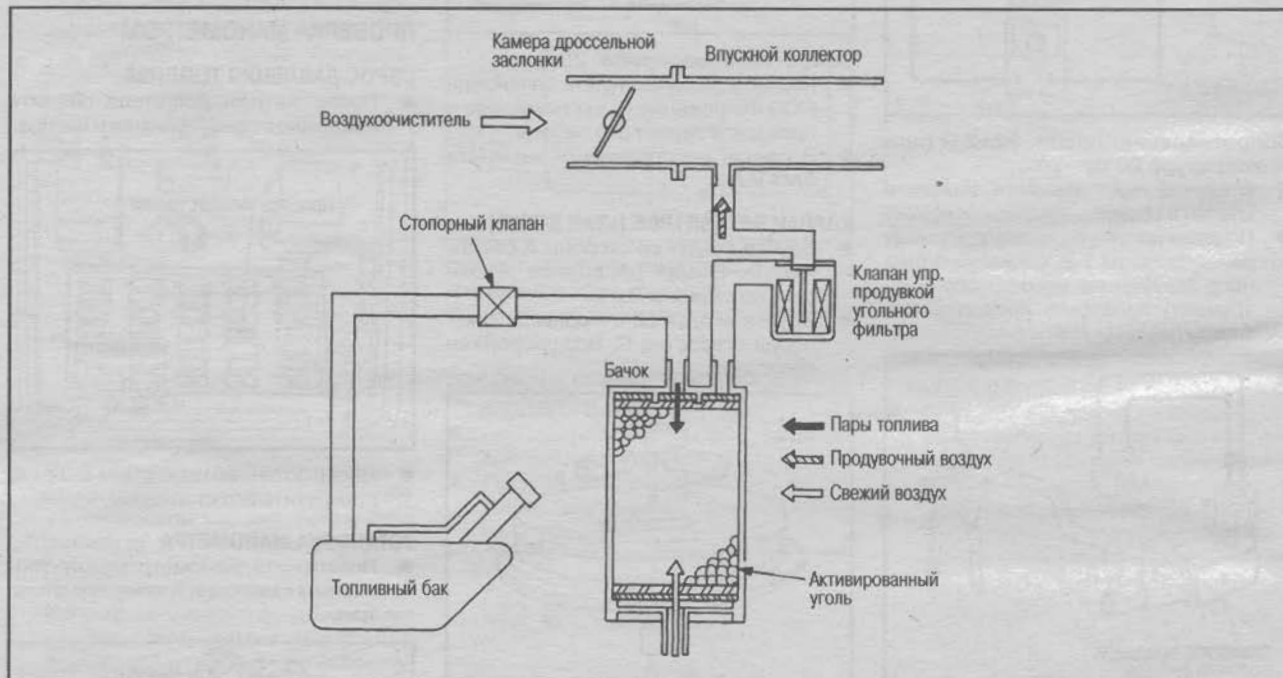 Камера дроссельной
заслонки
Впускной коллектор
Воздухоочиститель
Стопорный клапан
Клапан упр.
продувкой
угольного
фильтра
Бачок
Пары топлива
Продувочный воздух
Свежий воздух
Топливный бак
Активированный
уголь